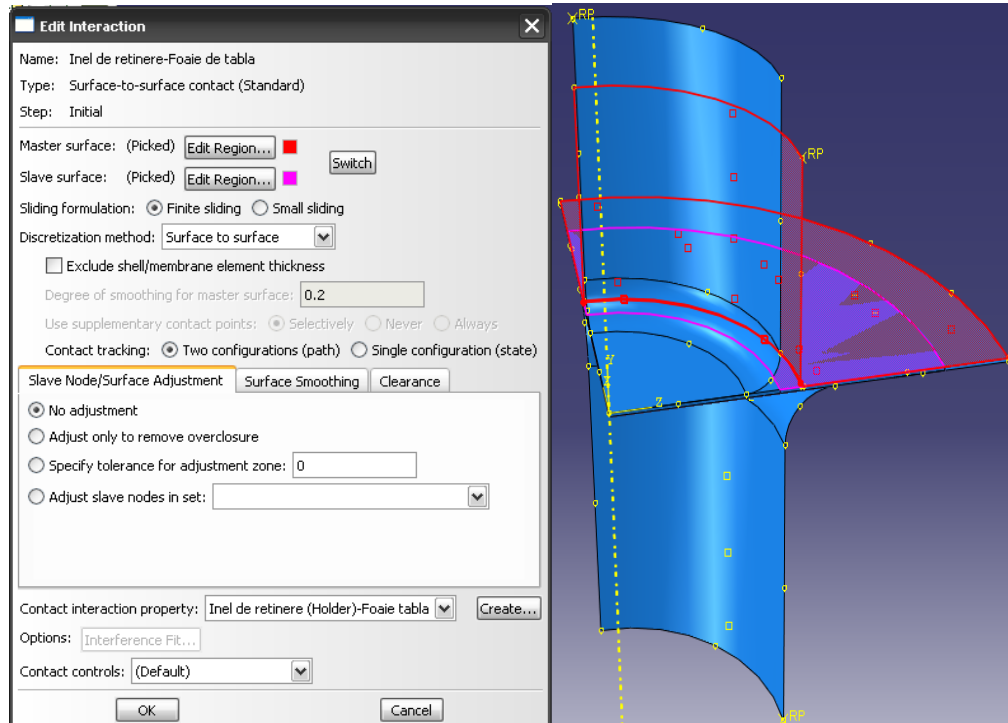 Edit Interaction
Name: Inel de retinere-Foaie de tabla
Type: Surface-to-surface contact (Standard)
Step: Initial
Master surface: (Picked) Edit Region...
Switch
Slave surface: (Picked) Edit Region...
Sliding formulation: Finite sliding Small sliding
Discretization method: Surface to surface
Exclude shell/membrane element thickness
Degree of smoothing for master surface: 0.2
Use supplementary contact points: Selectively Never Always
Contact tracking: Two configurations (path) Single configuration (state)
Slave Node/Surface Adjustment Surface Smoothing Clearance
No adjustment
Adjust only to remove overclosure
Specify tolerance for adjustment zone: 0
Adjust slave nodes in set:
Contact interaction property: Inel de retinere (Holder)-Foaie tabla Create...
Options: Interference Fit...
Contact controls: (Default)
OK Cancel
RP
RP
Y
Z
RP